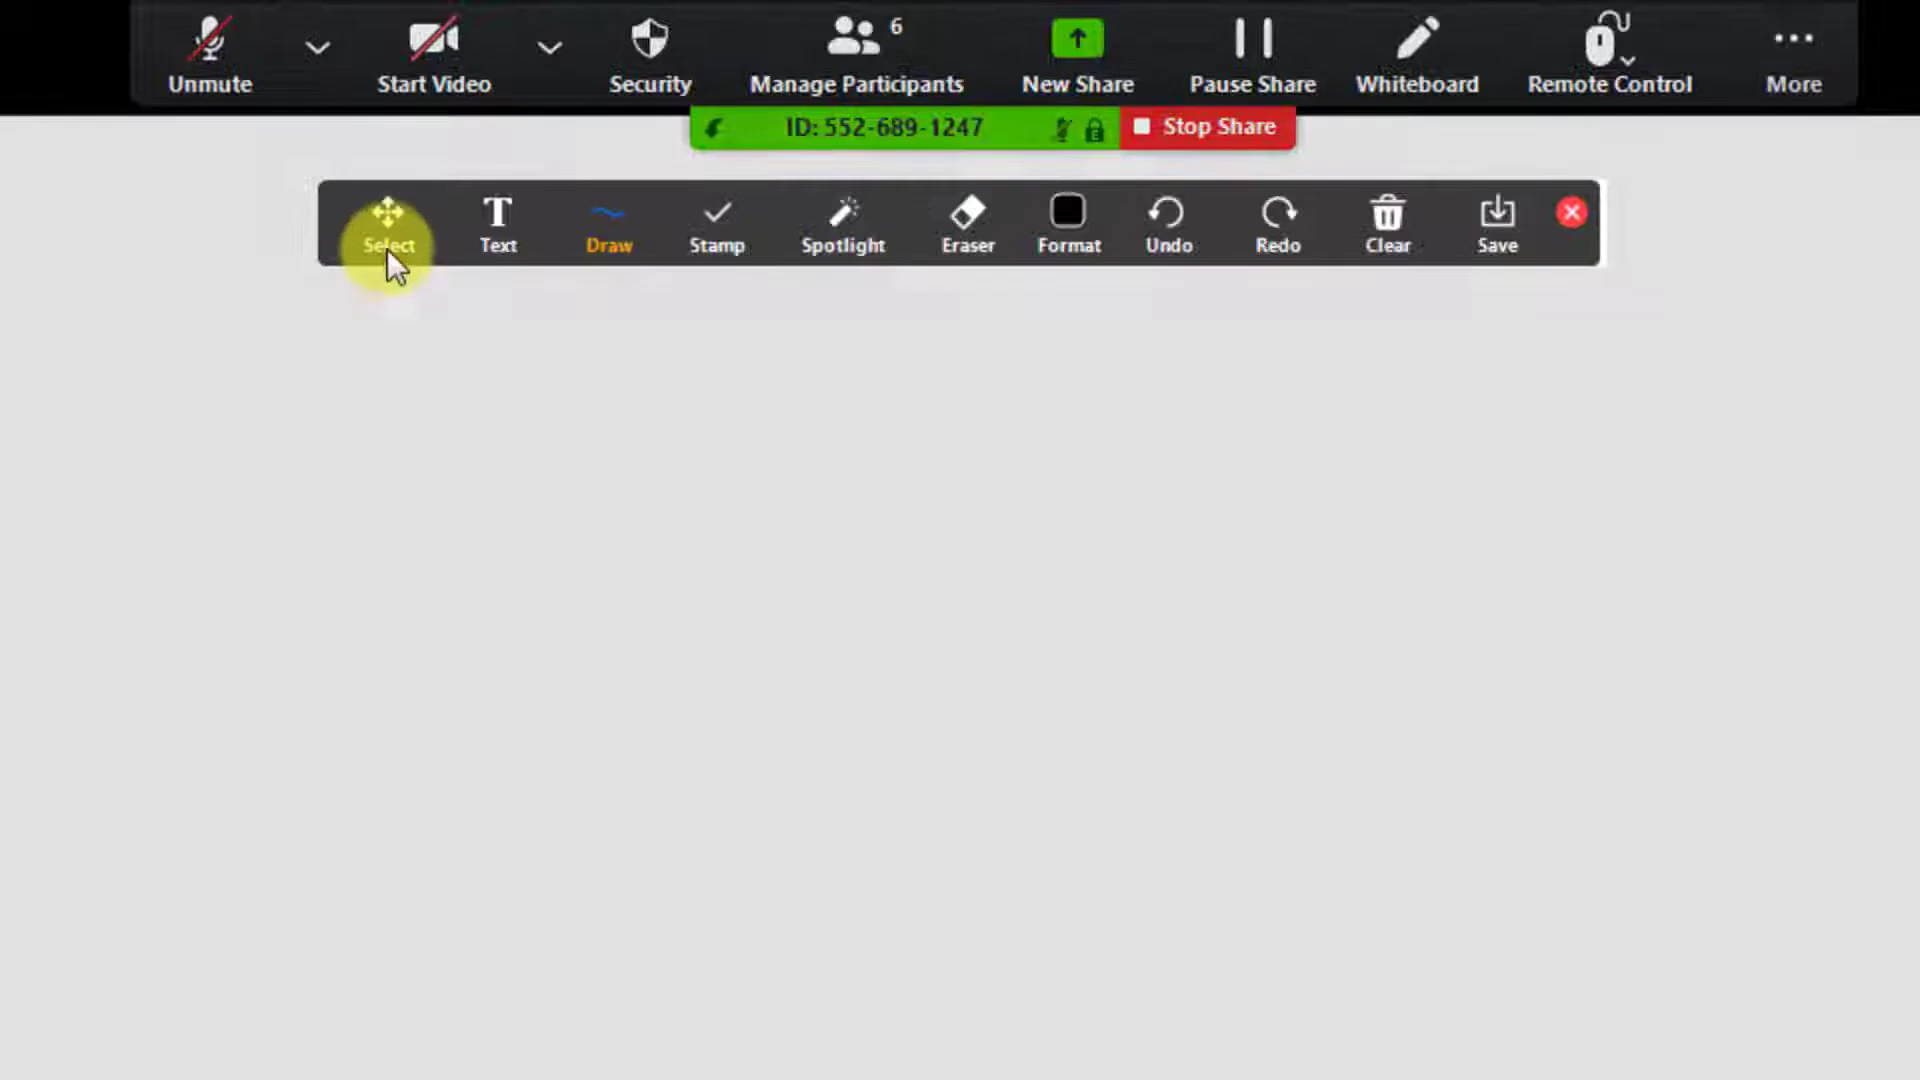 6
Unmute Start Video Security Manage Participants New Share Pause Share Whiteboard Remote Control More
ID: 552-689-1247 Stop Share
Select Text Draw Stamp Spotlight Eraser Format Undo Redo Clear Save